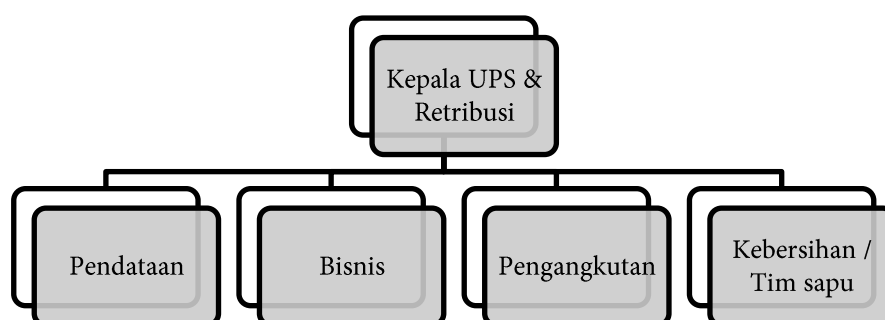 Kepala UPS &
Retribusi
Pendataan
Bisnis
Pengangkutan
Kebersihan /
Tim sapu